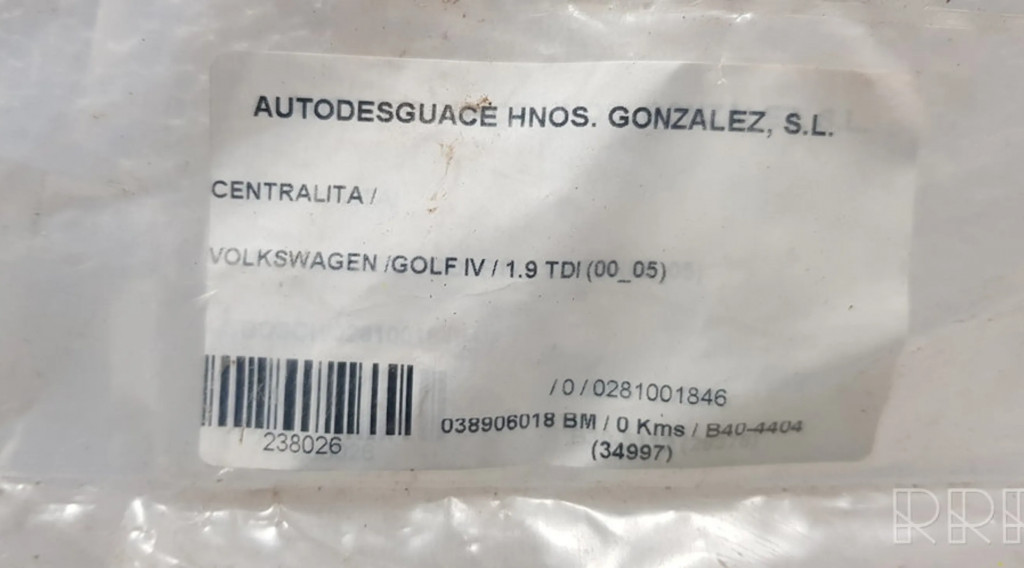 AUTODESGUACE HNOS. GONZALEZ, S.L.
CENTRALITA /
VOLKSWAGEN /GOLF IV / 1.9 TDI (00_05)
/ 0 / 0281001846
238026
038906018 BM / 0 Kms / B40-4404
(34997)
RRR